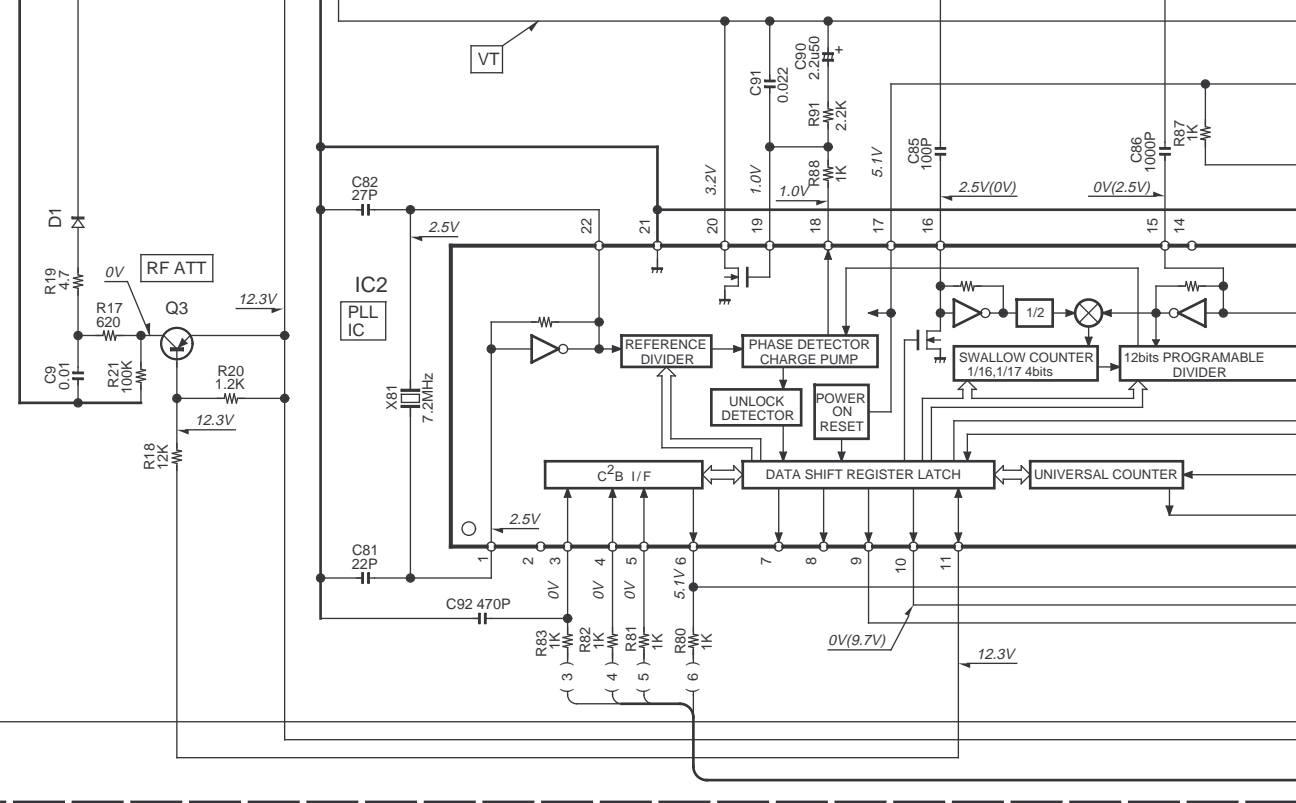 VT
C91
0.022
C90
2.2u50
+
R91
2.2K
R88
1K
5.1V
C85
100P
C86
1000P
R87
1K
3.2V
1.0V
1.0V
2.5V(0V)
0V(2.5V)
C82
27P
2.5V
22
21
20
19
18
17
16
15
14
D1
R19
4.7
0V
RF ATT
Q3
12.3V
R17
620
C9
0.01
R21
100K
R20
1.2K
12.3V
R18
12K
IC2
PLL
IC
X81
7.2MHz
REFERENCE
DIVIDER
PHASE DETECTOR
CHARGE PUMP
1/2
SWALLOW COUNTER
1/16,1/17 4bits
12bits PROGRAMABLE
DIVIDER
UNLOCK
DETECTOR
POWER
ON
RESET
C2B I/F
DATA SHIFT REGISTER LATCH
UNIVERSAL COUNTER
2.5V
C81
22P
1
2
3
4
5
6
7
8
9
10
11
0V
0V
0V
5.1V
C92 470P
R83
1K
R82
1K
R81
1K
R80
1K
0V(9.7V)
12.3V
3
4
5
6